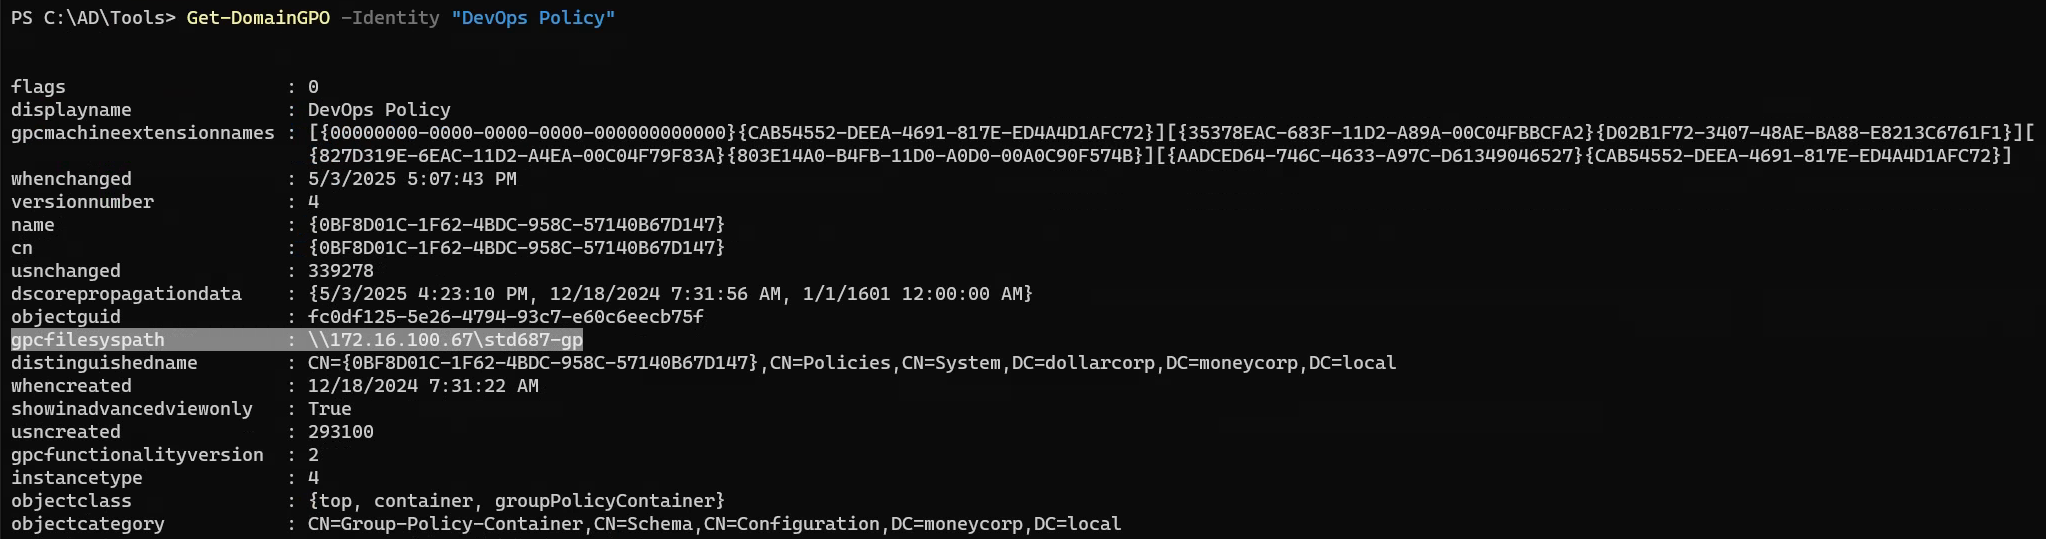 PS C:\AD\Tools> Get-DomainGPO -Identity "DevOps Policy"
flags : 0
displayname : DevOps Policy
gpcmachineextensionnames : [{00000000-0000-0000-0000-000000000000}{CAB54552-DEEA-4691-817E-ED4A4D1AFC72}][{35378EAC-683F-11D2-A89A-00C04FBBCFA2}{D02B1F72-3407-48AE-BA88-E8213C6761F1}][
{827D319E-6EAC-11D2-A4EA-00C04F79F83A}{803E14A0-B4FB-11D0-A0D0-00A0C90F574B}][{AADCED64-746C-4633-A97C-D61349046527}{CAB54552-DEEA-4691-817E-ED4A4D1AFC72}]
whenchanged : 5/3/2025 5:07:43 PM
versionnumber : 4
name : {0BF8D01C-1F62-4BDC-958C-57140B67D147}
cn : {0BF8D01C-1F62-4BDC-958C-57140B67D147}
usnchanged : 339278
dscorepropagationdata : {5/3/2025 4:23:10 PM, 12/18/2024 7:31:56 AM, 1/1/1601 12:00:00 AM}
objectguid : fc0df125-5e26-4794-93c7-e60c6eecb75f
gpcfilesyspath : \\172.16.100.67\std687-gp
distinguishedname : CN={0BF8D01C-1F62-4BDC-958C-57140B67D147},CN=Policies,CN=System,DC=dollarcorp,DC=moneycorp,DC=local
whencreated : 12/18/2024 7:31:22 AM
showinadvancedviewonly : True
usncreated : 293100
gpcfunctionalityversion : 2
instancetype : 4
objectclass : {top, container, groupPolicyContainer}
objectcategory : CN=Group-Policy-Container,CN=Schema,CN=Configuration,DC=moneycorp,DC=local